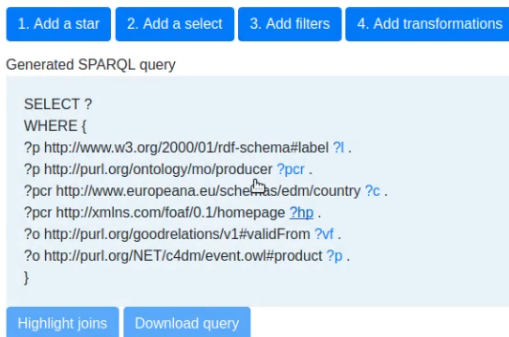 1. Add a star 2. Add a select 3. Add filters 4. Add transformations
Generated SPARQL query
SELECT ?
WHERE {
?p http://www.w3.org/2000/01/rdf-schema#label ?l .
?p http://purl.org/ontology/mo/producer ?pcr .
?pcr http://www.europeana.eu/schemas/edm/country ?c .
?pcr http://xmlns.com/foaf/0.1/homepage ?hp .
?o http://purl.org/goodrelations/v1#validFrom ?vf .
?o http://purl.org/NET/c4dm/event.owl#product ?p .
}
Highlight joins Download query